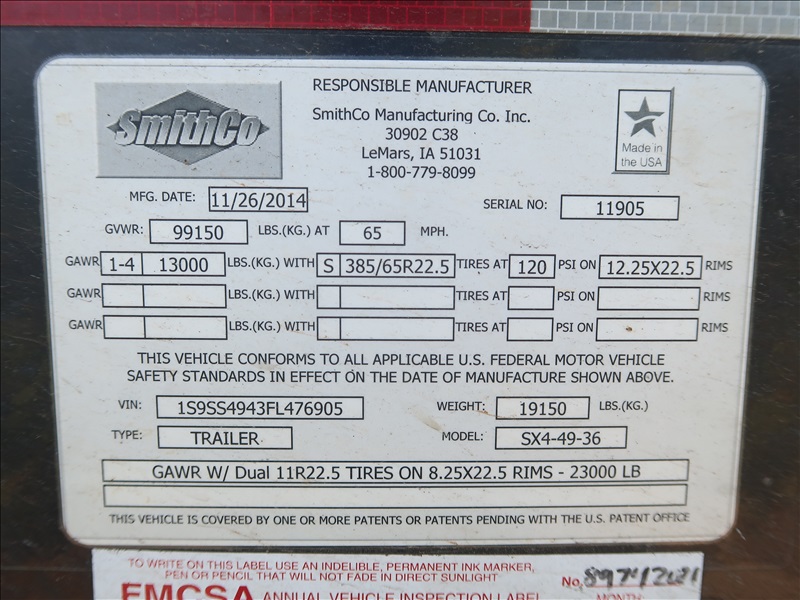 SmithCo
RESPONSIBLE MANUFACTURER
SmithCo Manufacturing Co. Inc.
30902 C38
LeMars, IA 51031
1-800-779-8099
Made in
the USA
MFG. DATE: 11/26/2014
SERIAL NO: 11905
GVWR: 99150 LBS.(KG.) AT 65 MPH.
GAWR 1-4 13000 LBS.(KG.) WITH S 385/65R22.5 TIRES AT 120 PSI ON 12.25X22.5 RIMS
GAWR LBS.(KG.) WITH TIRES AT PSI ON RIMS
GAWR LBS.(KG.) WITH TIRES AT PSI ON RIMS
THIS VEHICLE CONFORMS TO ALL APPLICABLE U.S. FEDERAL MOTOR VEHICLE
SAFETY STANDARDS IN EFFECT ON THE DATE OF MANUFACTURE SHOWN ABOVE.
VIN: 1S9SS4943FL476905 WEIGHT: 19150 LBS.(KG.)
TYPE: TRAILER MODEL: SX4-49-36
GAWR W/ Dual 11R22.5 TIRES ON 8.25X22.5 RIMS - 23000 LB
THIS VEHICLE IS COVERED BY ONE OR MORE PATENTS OR PATENTS PENDING WITH THE U.S. PATENT OFFICE
TO WRITE ON THIS LABEL USE AN INDELIBLE, PERMANENT INK MARKER,
PEN OR PENCIL THAT WILL NOT FADE IN DIRECT SUNLIGHT
No.
FMCSA ANNUAL VEHICLE INSPECTION LABEL
MONTH